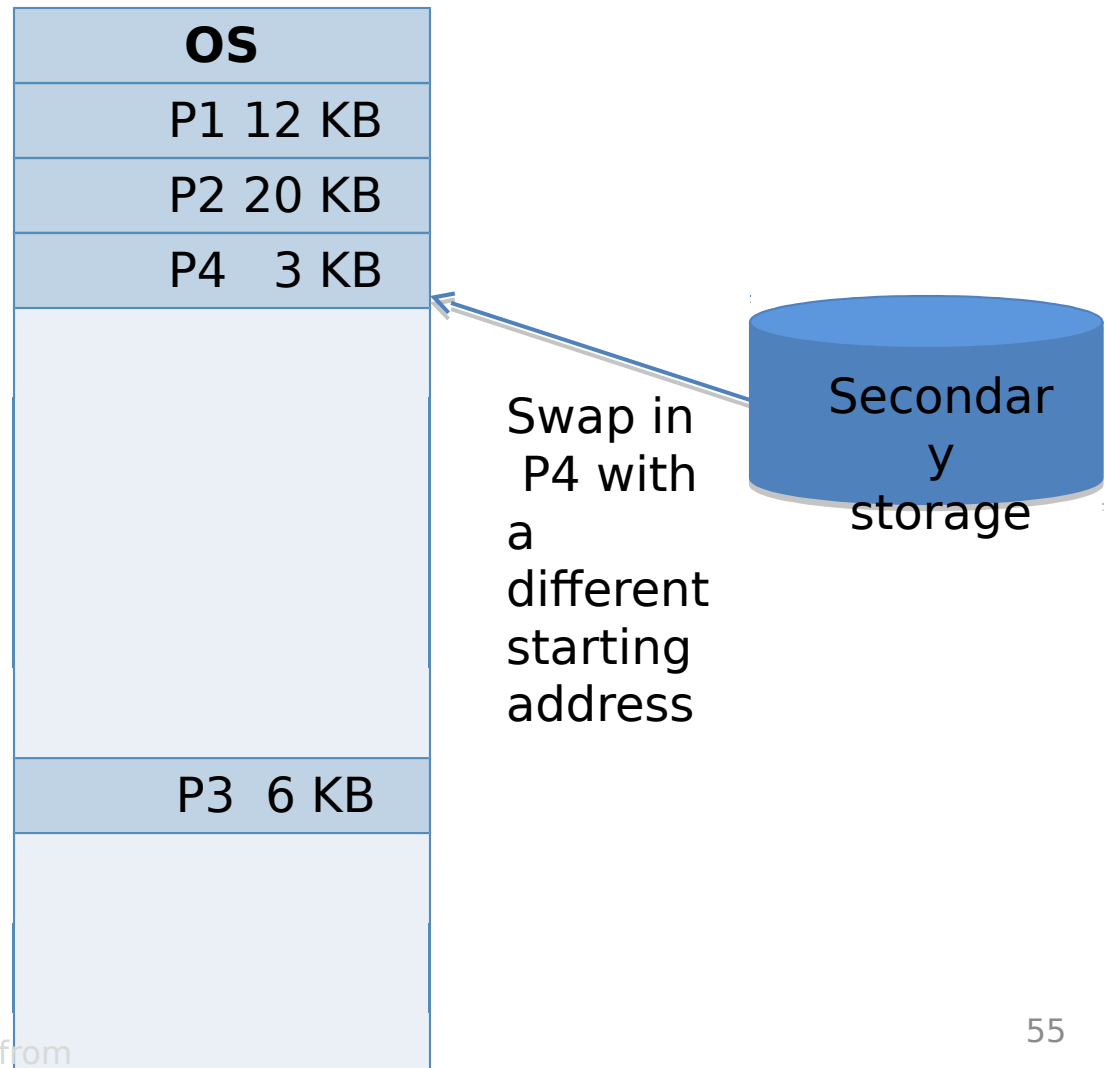 OS
P1 12 KB
P2 20 KB
P4 3 KB
Swap in
P4 with
a
different
starting
address
Secondar
y
storage
P3 6 KB
55
from